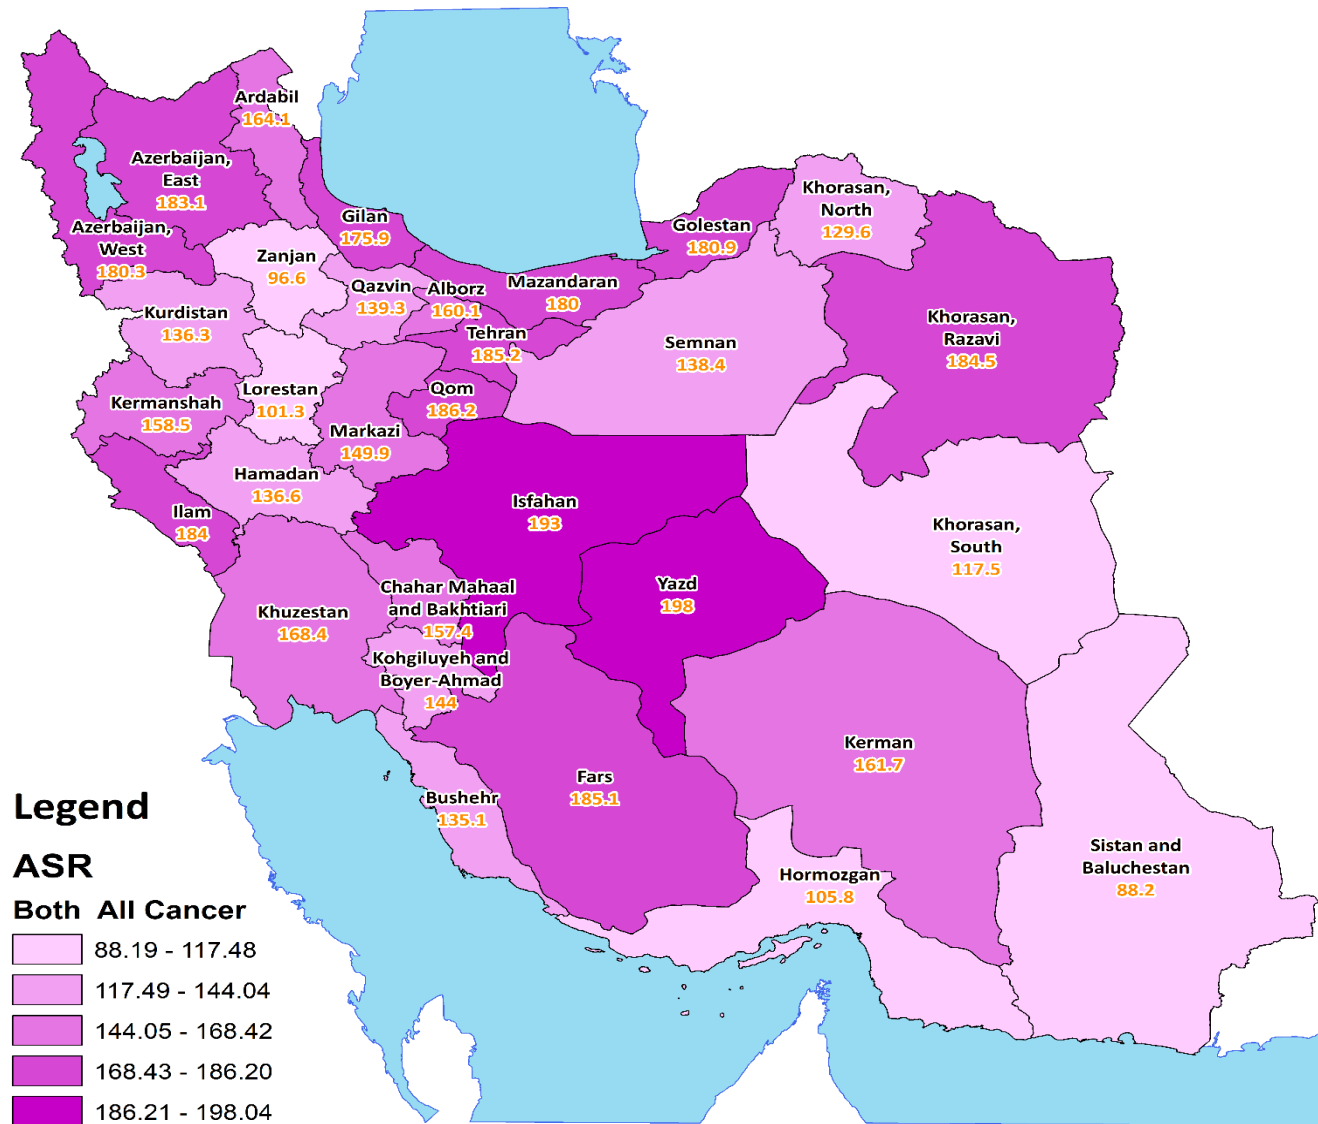 Ardabil
164.1
Azerbaijan,
East
183.1
Azerbaijan,
West
180.3
Gilan
175.9
Zanjan
96.6
Qazvin
139.3
Alborz
160.1
Mazandaran
180
Golestan
180.9
Khorasan,
North
129.6
Kurdistan
136.3
Tehran
185.2
Semnan
138.4
Khorasan,
Razavi
184.5
Kermanshah
158.5
Lorestan
101.3
Qom
186.2
Markazi
149.9
Hamadan
136.6
Ilam
184
Isfahan
193
Khorasan,
South
117.5
Yazd
198
Khuzestan
168.4
Chahar Mahaal
and Bakhtiari
157.4
Kohgiluyeh and
Boyer-Ahmad
144
Kerman
161.7
Fars
185.1
Bushehr
135.1
Hormozgan
105.8
Sistan and
Baluchestan
88.2
Legend
ASR
Both All Cancer
88.19 - 117.48
117.49 - 144.04
144.05 - 168.42
168.43 - 186.20
186.21 - 198.04